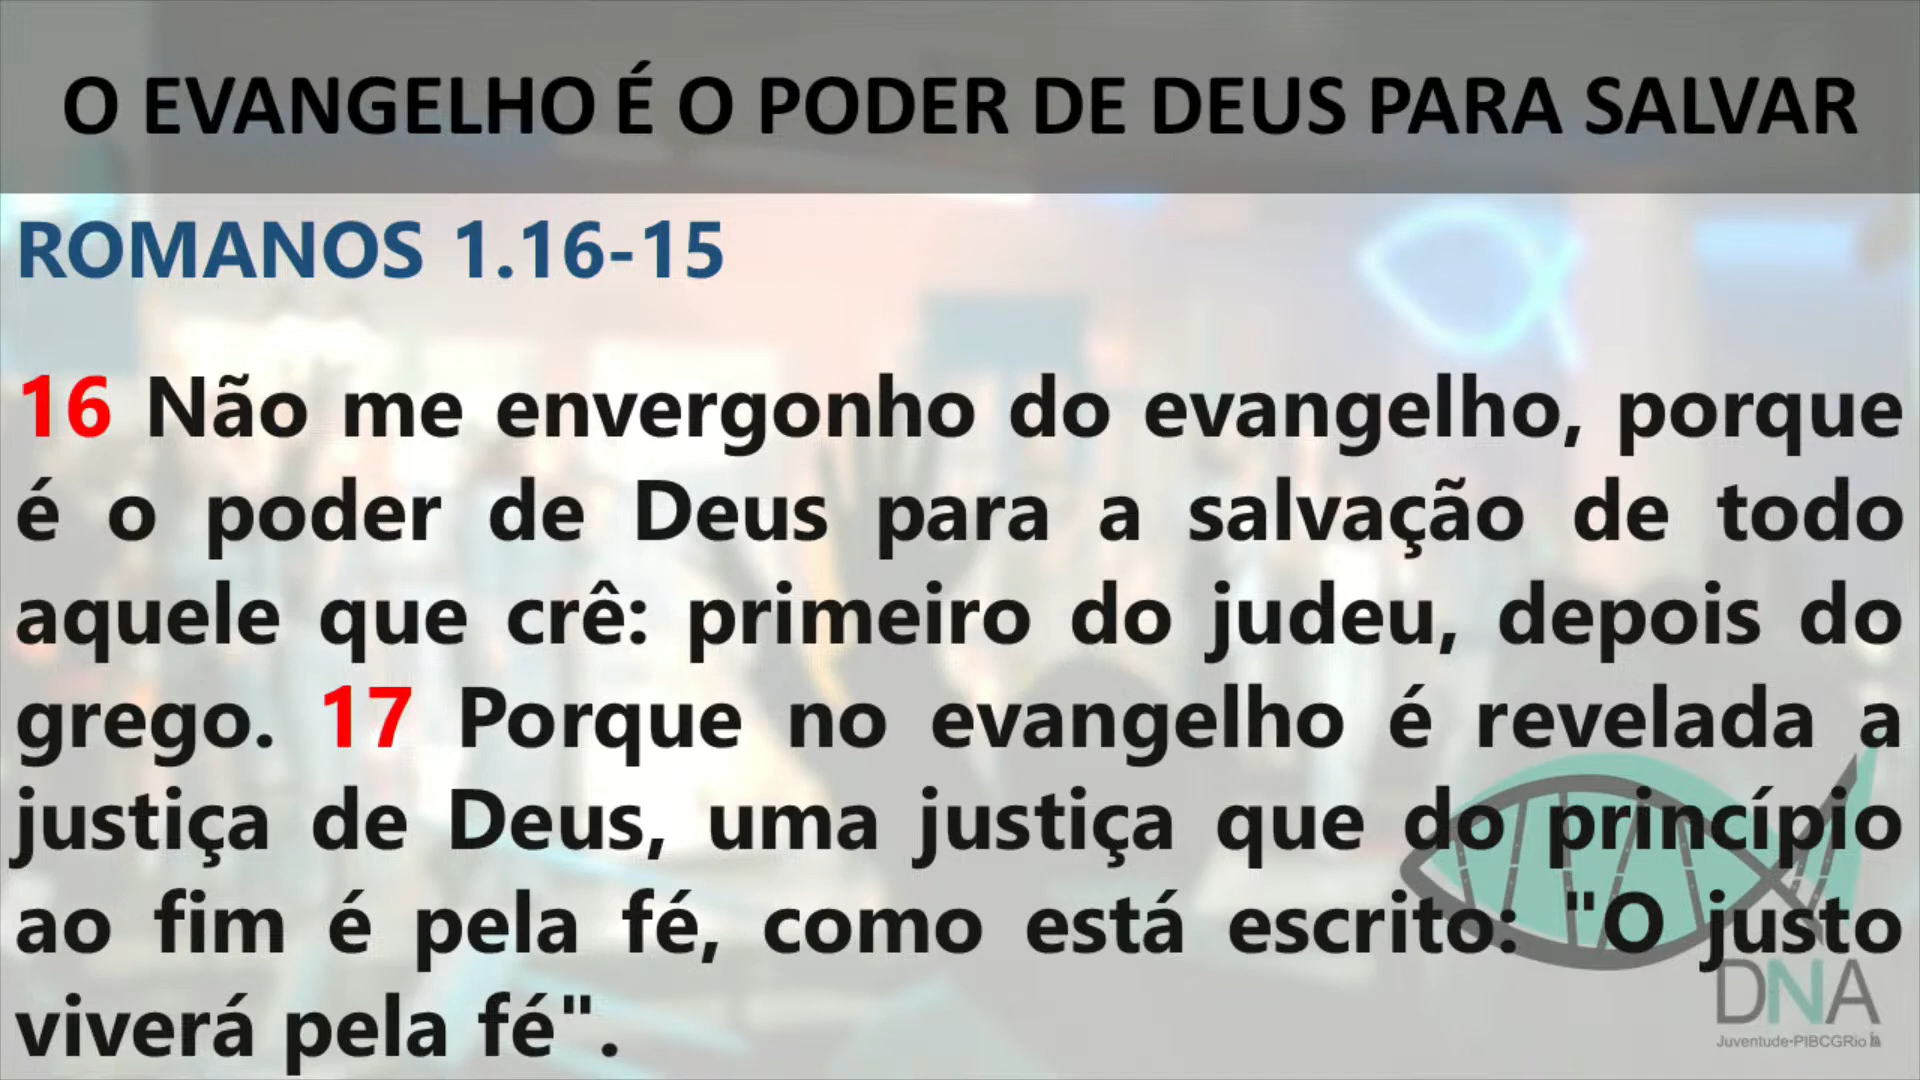 O EVANGELHO É O PODER DE DEUS PARA SALVAR
ROMANOS 1.16-15
16 Não me envergonho do evangelho, porque
é o poder de Deus para a salvação de todo
aquele que crê: primeiro do judeu, depois do
grego. 17 Porque no evangelho é revelada a
justiça de Deus, uma justiça que do princípio
ao fim é pela fé, como está escrito: "O justo
viverá pela fé".
DNA
Juventude-PIBCGRio